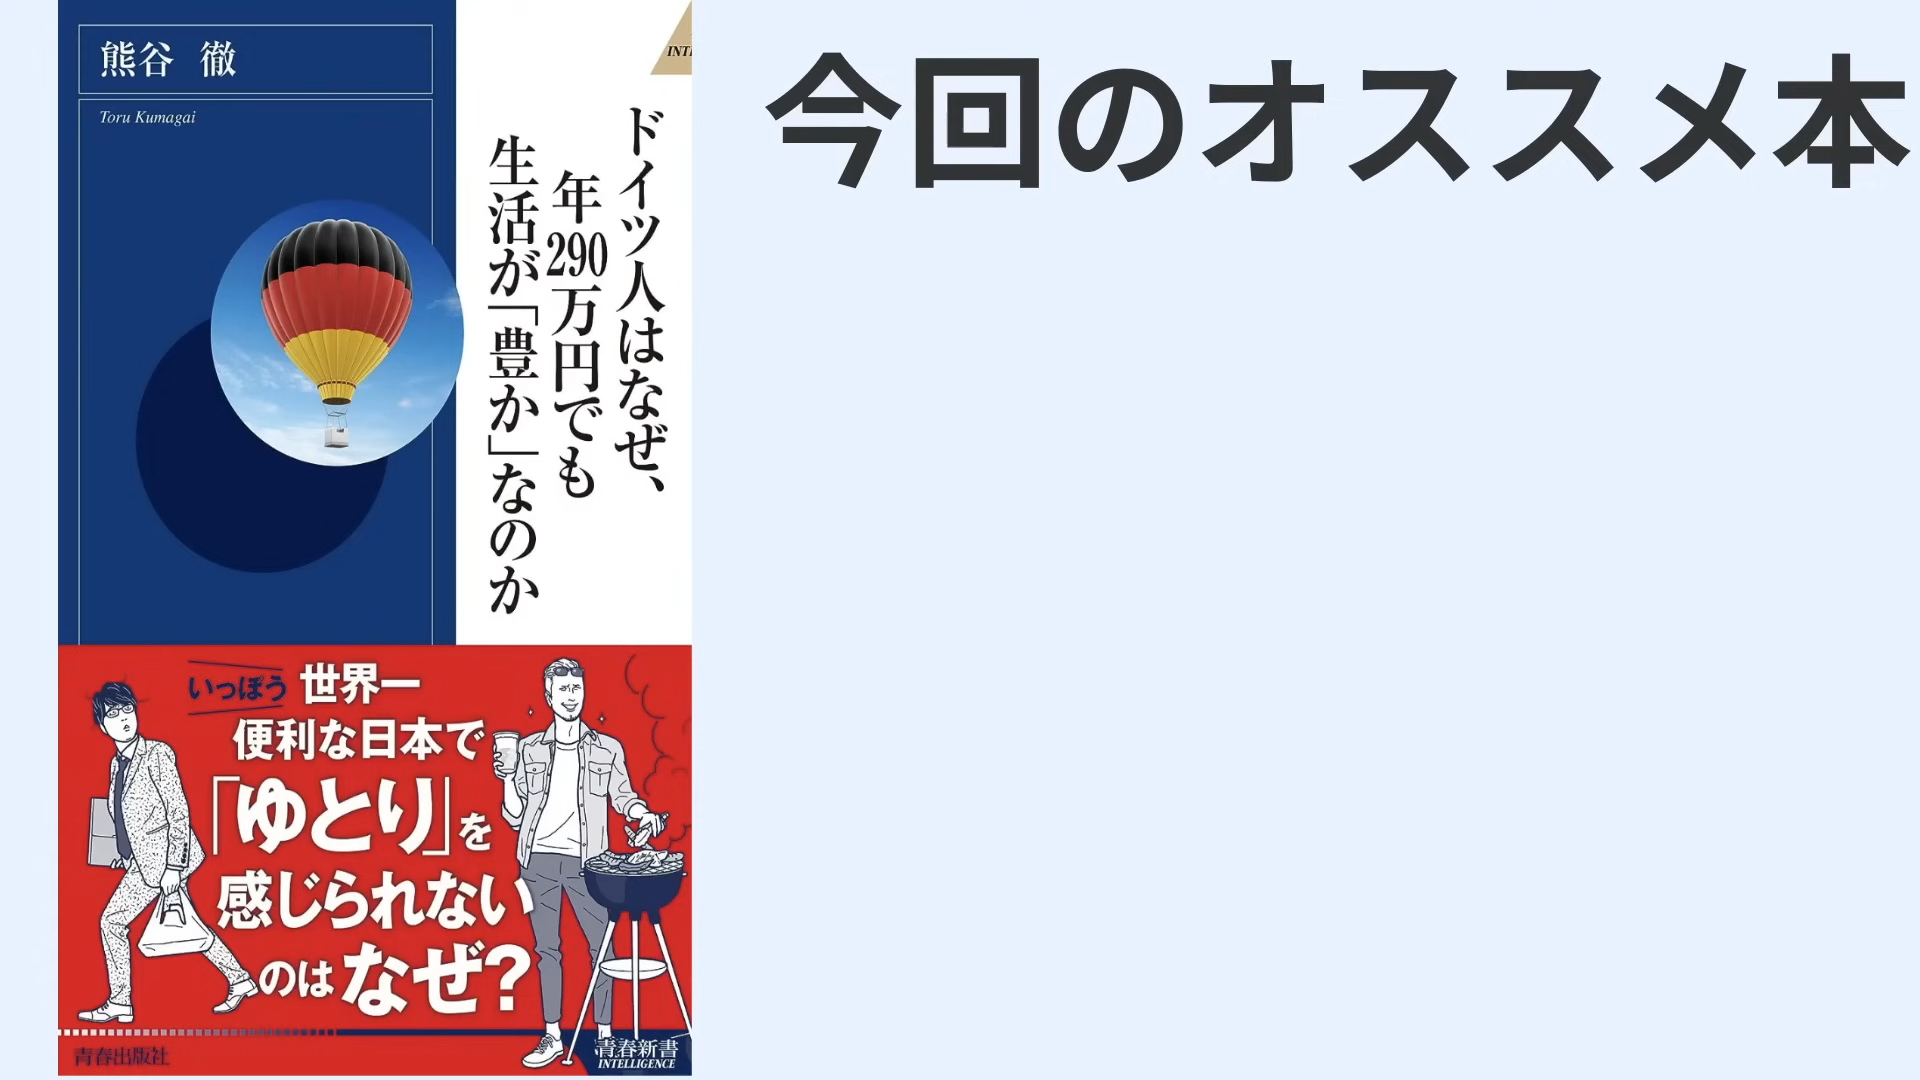 今回のオススメ本
熊谷 徹
Toru Kumagai
ドイツ人はなぜ、
年290万円でも
生活が「豊か」なのか
いっぽう 世界一
便利な日本で
「ゆとり」を
感じられない
のはなぜ?
青春出版社
青春新書
INTELLIGENCE